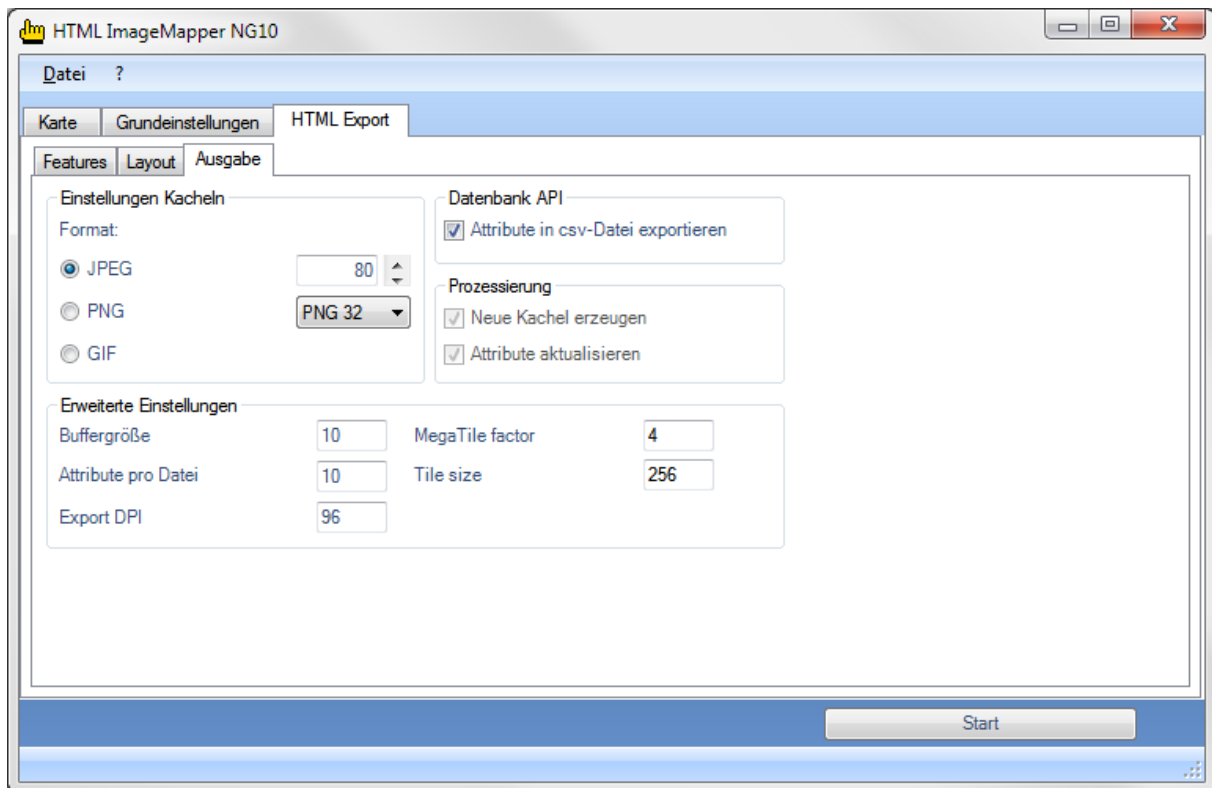 HTML ImageMapper NG10
Datei ?
Karte Grundeinstellungen HTML Export
Features Layout Ausgabe
Einstellungen Kacheln
Format:
JPEG 80
PNG PNG 32
GIF
Datenbank API
Attribute in csv-Datei exportieren
Prozessierung
Neue Kachel erzeugen
Attribute aktualisieren
Erweiterte Einstellungen
Buffergröße 10 MegaTile factor 4
Attribute pro Datei 10 Tile size 256
Export DPI 96
Start